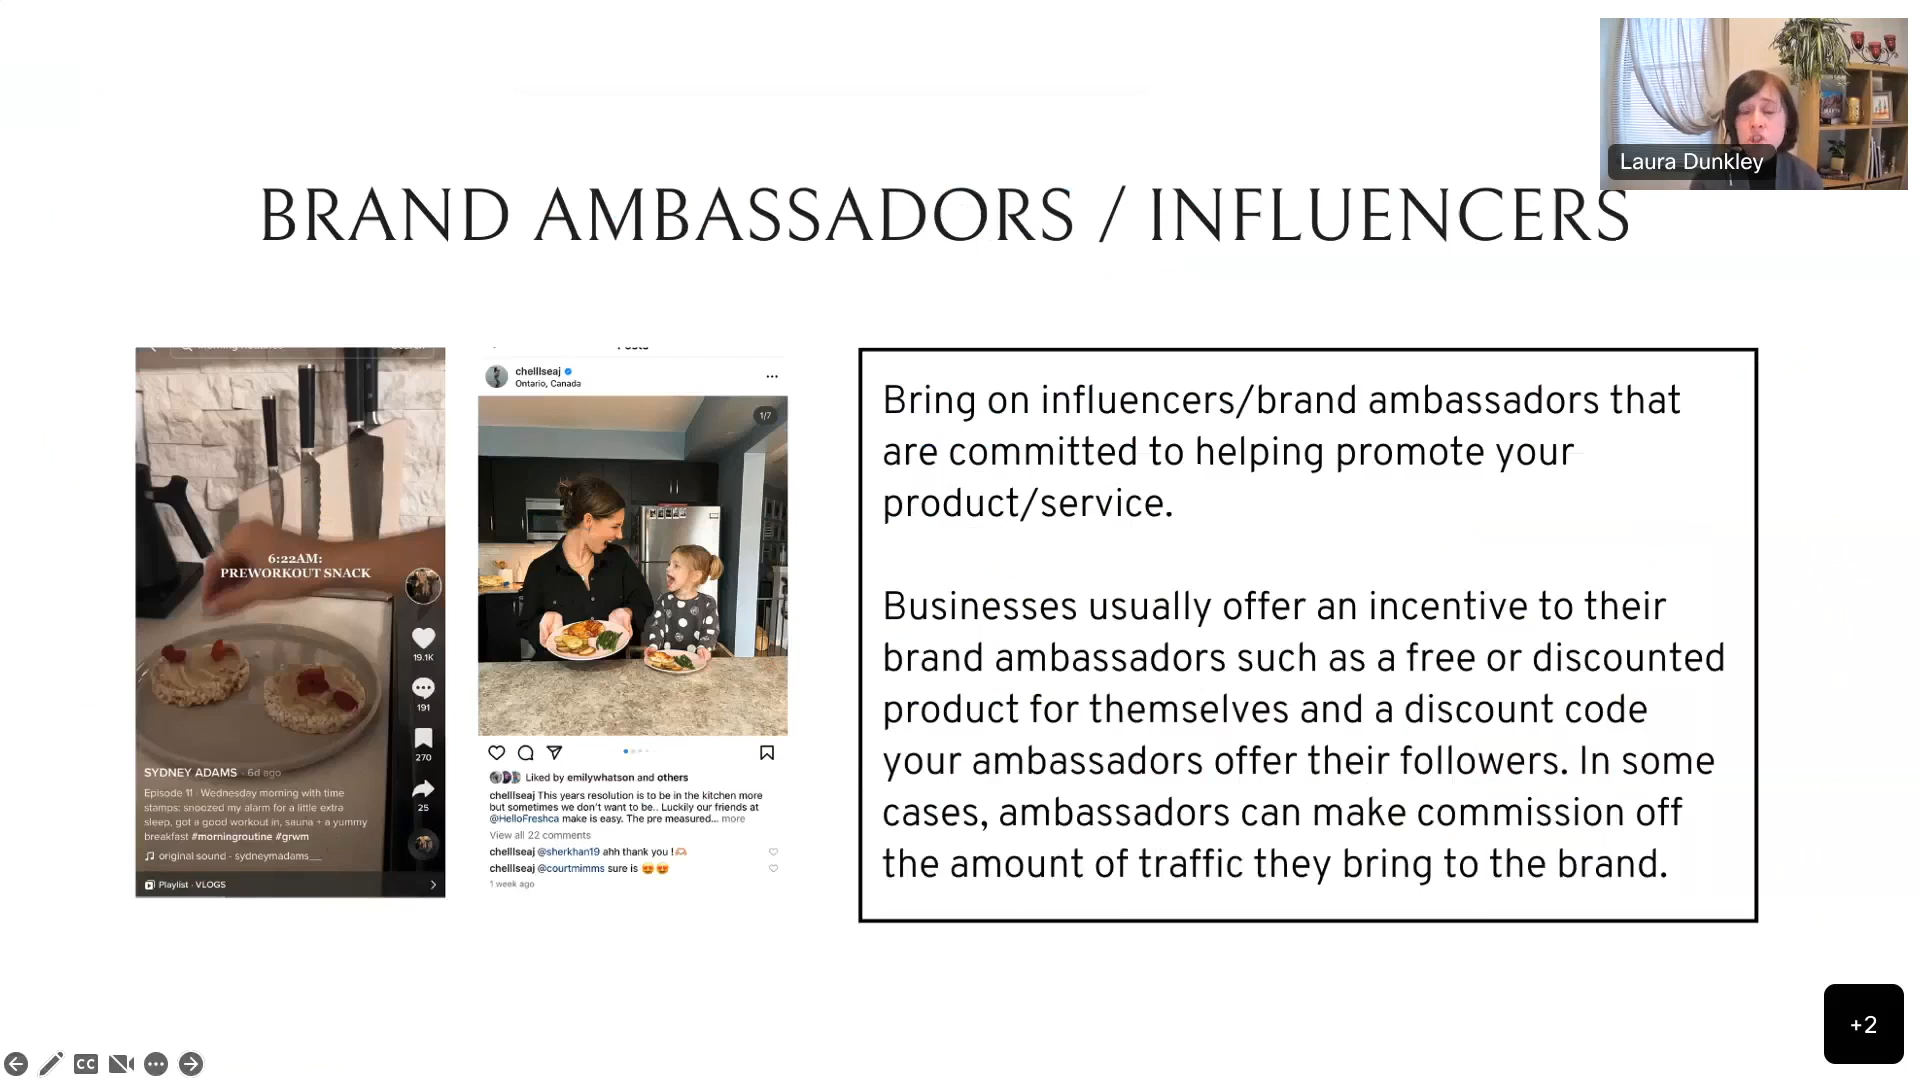 Laura Dunkley
BRAND AMBASSADORS / INFLUENCERS
6:22AM:
PREWORKOUT SNACK
19.1K
191
270
25
SYDNEY ADAMS · 6d ago
Episode 11 · Wednesday morning with time
stamps: snoozed my alarm for a little extra
sleep, got a good workout in, sauna + a yummy
breakfast #morningroutine #grwm
original sound - sydneymadams__
Playlist · VLOGS
Posts
chelllseaj
Ontario, Canada
1/7
Liked by emilywhatson and others
chelllseaj This years resolution is to be in the kitchen more
but sometimes we don't want to be.. Luckily our friends at
@HelloFreshca make is easy. The pre measured... more
View all 22 comments
chelllseaj @sherkhan19 ahh thank you !🫶🏻
chelllseaj @courtmimms sure is 😍😍
1 week ago
Bring on influencers/brand ambassadors that
are committed to helping promote your
product/service.
Businesses usually offer an incentive to their
brand ambassadors such as a free or discounted
product for themselves and a discount code
your ambassadors offer their followers. In some
cases, ambassadors can make commission off
the amount of traffic they bring to the brand.
+2
CC